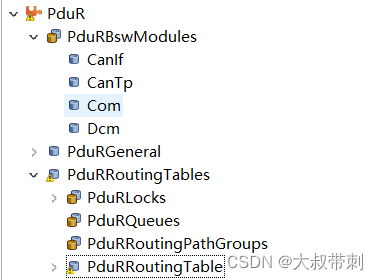 PduR
PduRBswModules
CanIf
CanTp
Com
Dcm
PduRGeneral
PduRRoutingTables
PduRLocks
PduRQueues
PduRRoutingPathGroups
PduRRoutingTable
CSDN @大叔带刺